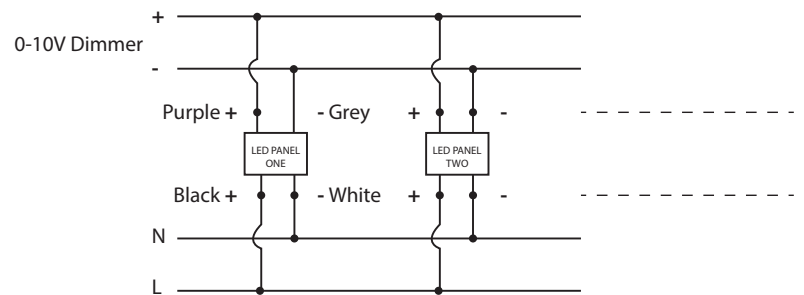 +
0-10V Dimmer
-
Purple + - Grey + -
LED PANEL
ONE
LED PANEL
TWO
Black + - White + -
N
L